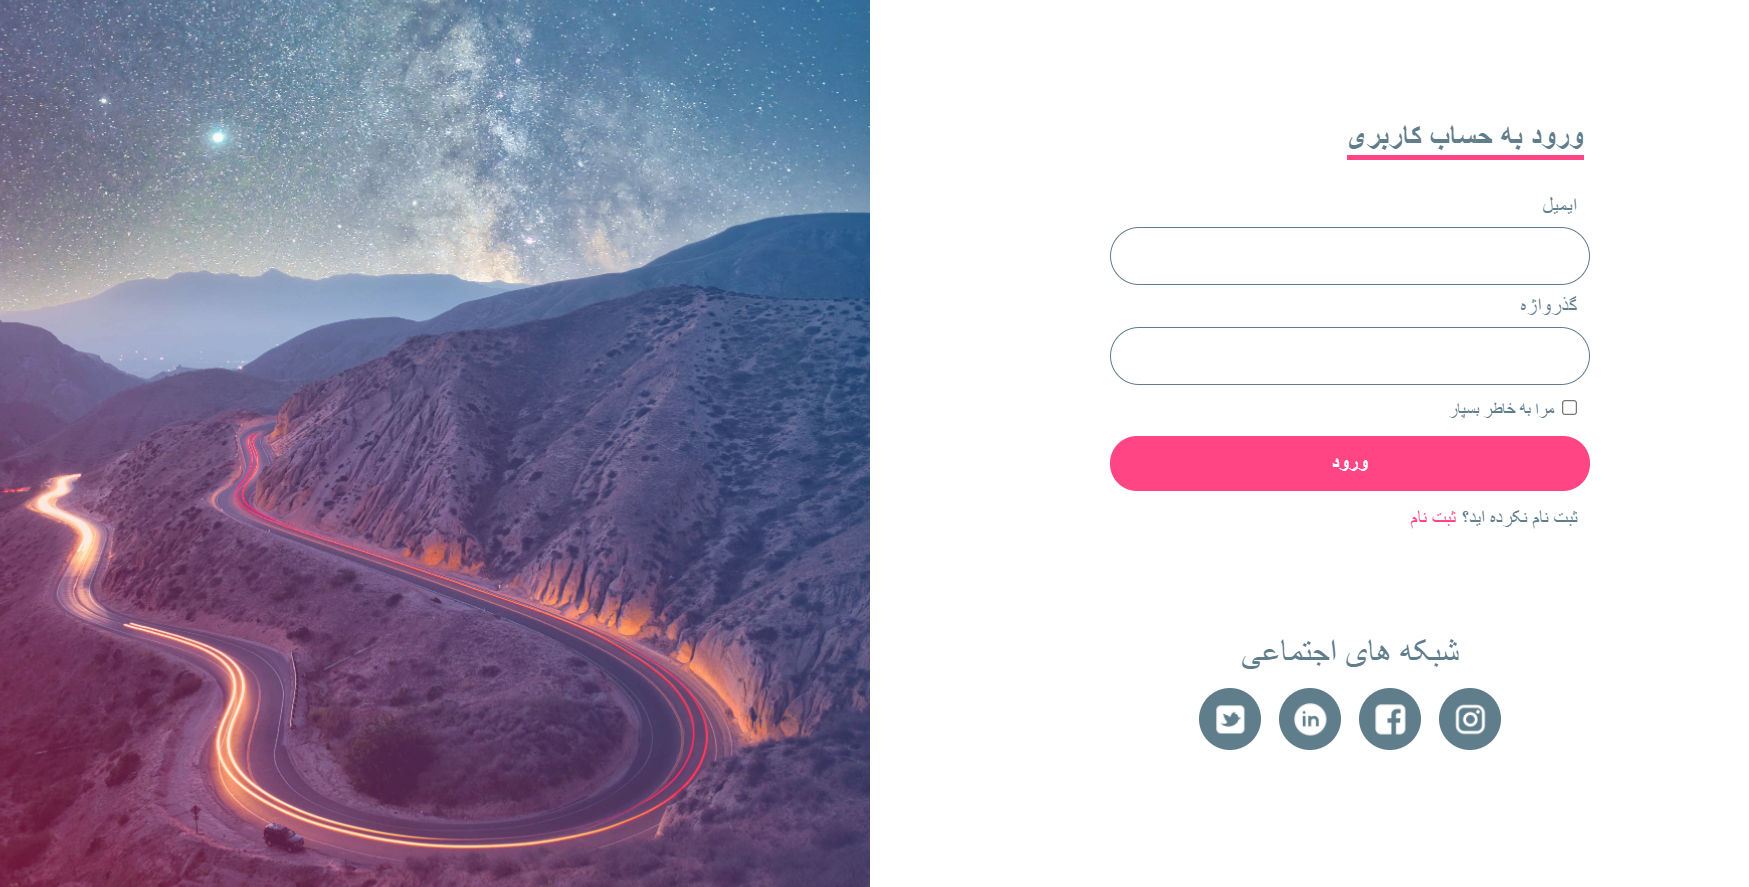 ورود به حساب کاربری
ایمیل
گذرواژه
مرا به خاطر بسپار
ورود
ثبت نام نکرده اید؟ ثبت نام
شبکه های اجتماعی
in